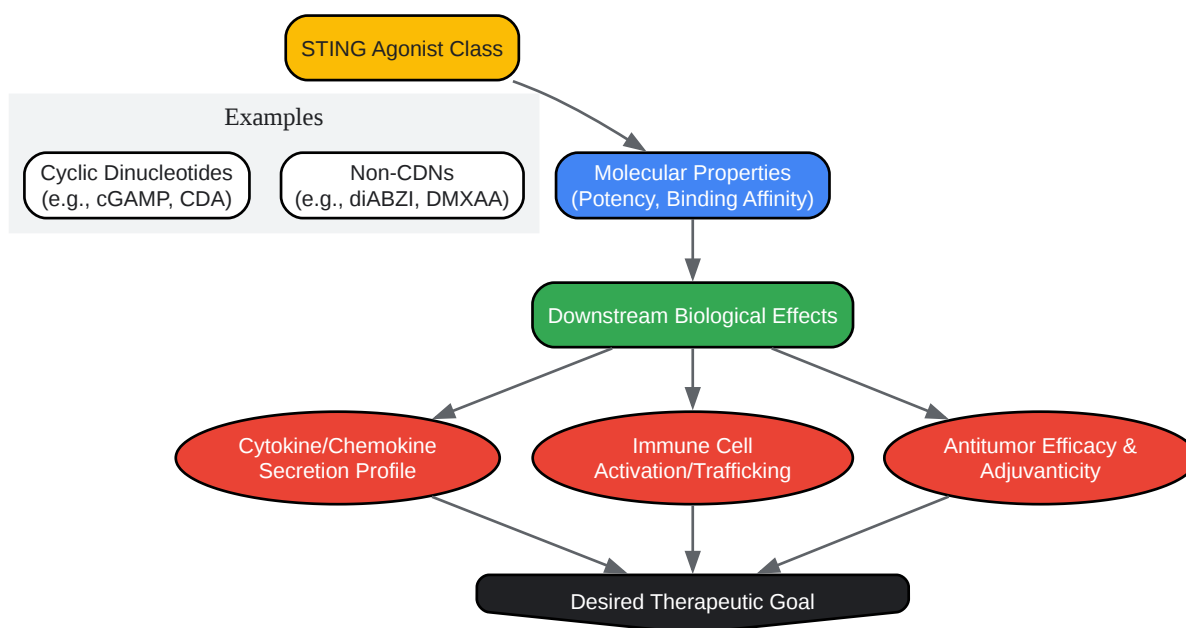 STING Agonist Class
Examples
Cyclic Dinucleotides
(e.g., cGAMP, CDA)
Non-CDNs
(e.g., diABZI, DMXAA)
Molecular Properties
(Potency, Binding Affinity)
Downstream Biological Effects
Cytokine/Chemokine
Secretion Profile
Immune Cell
Activation/Trafficking
Antitumor Efficacy &
Adjuvanticity
Desired Therapeutic Goal